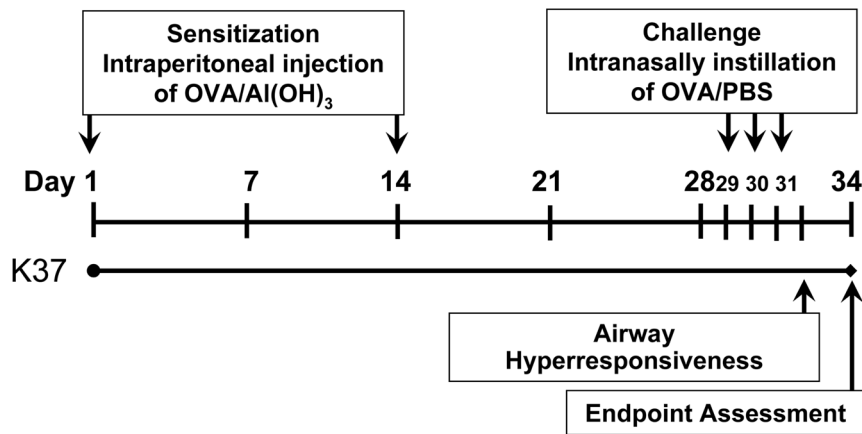 Sensitization
Intraperitoneal injection
of OVA/Al(OH)₃
Challenge
Intranasally instillation
of OVA/PBS
Day 1 7 14 21 28 29 30 31 34
K37
Airway
Hyperresponsiveness
Endpoint Assessment